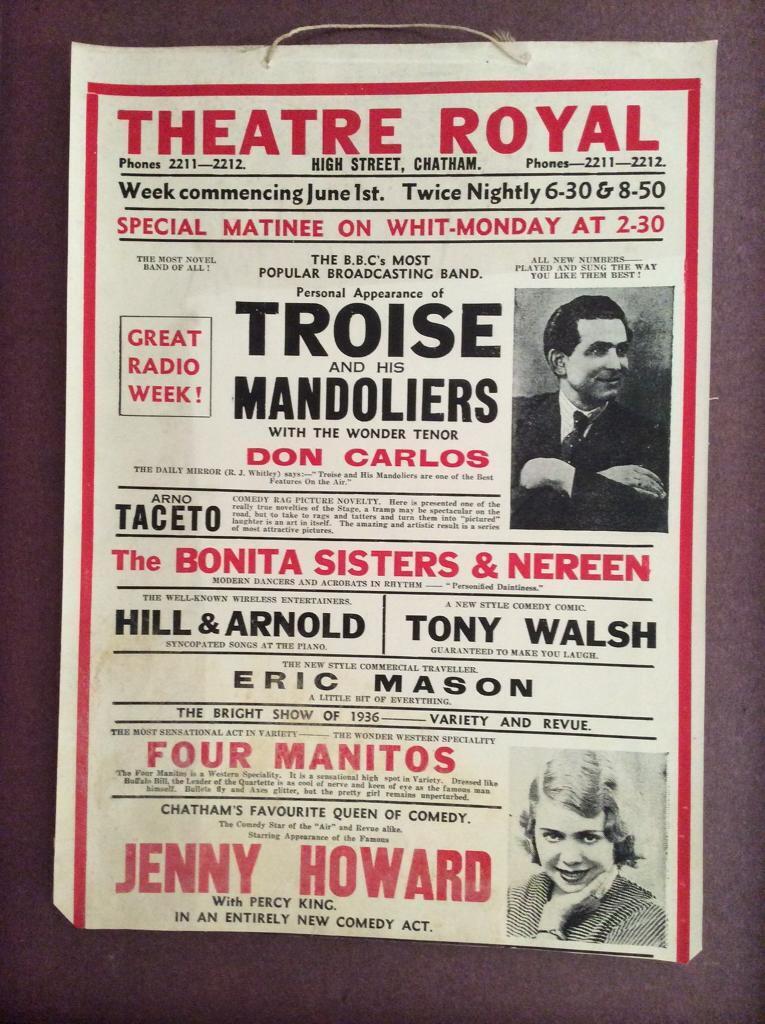 THEATRE ROYAL
Phones 2211—2212. HIGH STREET, CHATHAM. Phones—2211—2212.
Week commencing June 1st. Twice Nightly 6-30 & 8-50
SPECIAL MATINEE ON WHIT-MONDAY AT 2-30
THE MOST NOVEL
BAND OF ALL!
THE B.B.C's MOST
POPULAR BROADCASTING BAND.
ALL NEW NUMBERS—
PLAYED AND SUNG THE WAY
YOU LIKE THEM BEST!
Personal Appearance of
TROISE
AND HIS
MANDOLIERS
WITH THE WONDER TENOR
DON CARLOS
GREAT
RADIO
WEEK!
THE DAILY MIRROR (R. J. Whitley) says:—"Troise and His Mandoliers are one of the Best
Features On the Air."
ARNO
TACETO
COMEDY RAG PICTURE NOVELTY. Here is presented one of the
really true novelties of the Stage, a tramp may be spectacular on the
road, but to take to rags and tatters and turn them into "pictured"
laughter is an art in itself. The amazing and artistic result is a series
of most attractive pictures.
The BONITA SISTERS & NEREEN
MODERN DANCERS AND ACROBATS IN RHYTHM —— "Personified Daintiness."
THE WELL-KNOWN WIRELESS ENTERTAINERS.
HILL & ARNOLD
SYNCOPATED SONGS AT THE PIANO.
A NEW STYLE COMEDY COMIC.
TONY WALSH
GUARANTEED TO MAKE YOU LAUGH.
THE NEW STYLE COMMERCIAL TRAVELLER.
ERIC MASON
A LITTLE BIT OF EVERYTHING.
THE BRIGHT SHOW OF 1936——VARIETY AND REVUE.
THE MOST SENSATIONAL ACT IN VARIETY——THE WONDER WESTERN SPECIALITY
FOUR MANITOS
The Four Manitos is a Western Speciality. It is a sensational high spot in Variety. Dressed like
Buffalo Bill, the Leader of the Quartette is as cool of nerve and keen of eye as the famous man
himself. Bullets fly and Axes glitter, but the pretty girl remains unperturbed.
CHATHAM'S FAVOURITE QUEEN OF COMEDY.
The Comedy Star of the "Air" and Revue alike.
Starring Appearance of the Famous
JENNY HOWARD
With PERCY KING.
IN AN ENTIRELY NEW COMEDY ACT.